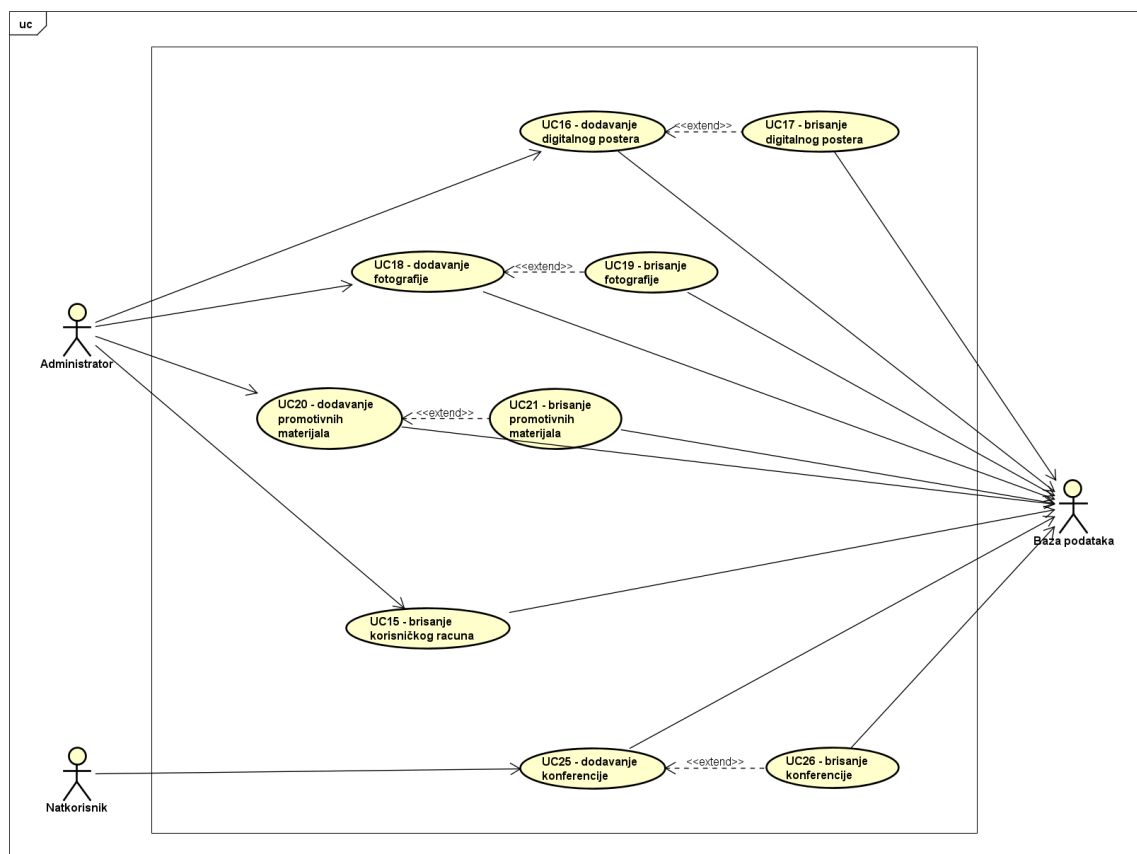 uc
UC16 - dodavanje
digitalnog postera
<<extend>>
UC17 - brisanje
digitalnog postera
UC18 - dodavanje
fotografije
<<extend>>
UC19 - brisanje
fotografije
Administrator
UC20 - dodavanje
promotivnih
materijala
<<extend>>
UC21 - brisanje
promotivnih
materijala
Baza podataka
UC15 - brisanje
korisničkog racuna
UC25 - dodavanje
konferencije
<<extend>>
UC26 - brisanje
konferencije
Natkorisnik